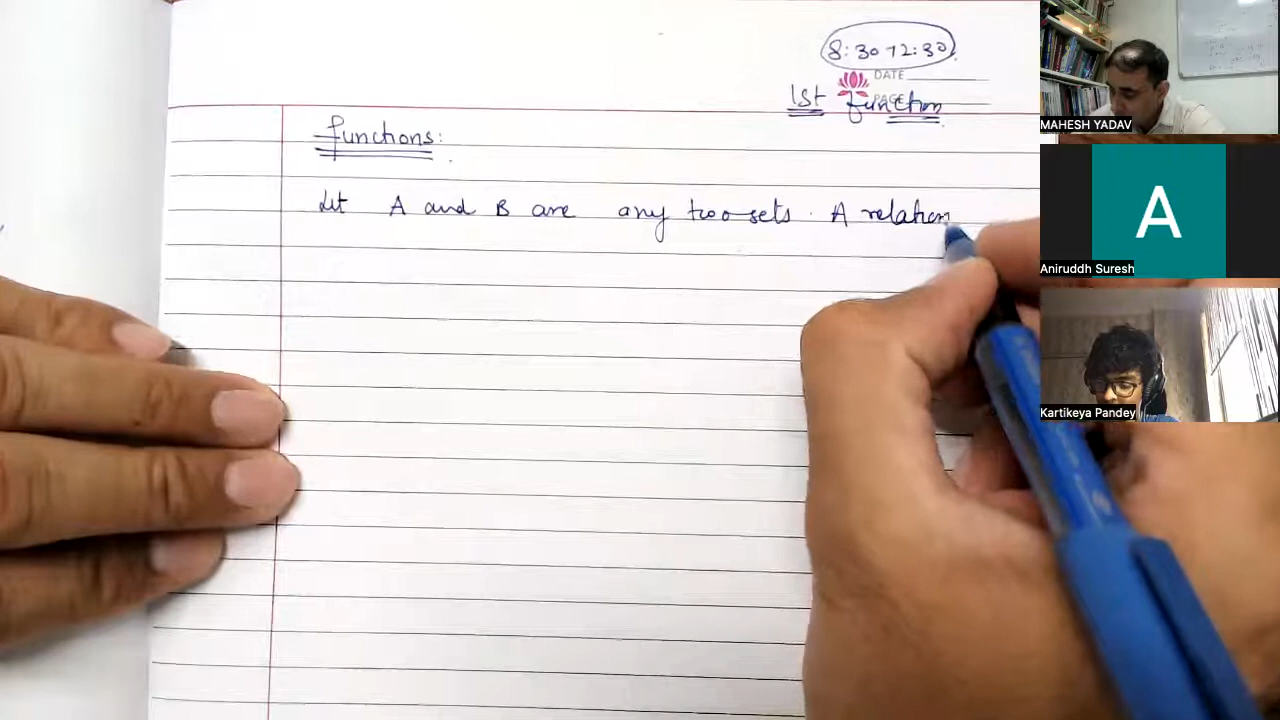 8:30 12:30
DATE
PAGE
1st function
functions:
Let A and B are any two sets. A relation
MAHESH YADAV
A
Aniruddh Suresh
Kartikeya Pandey